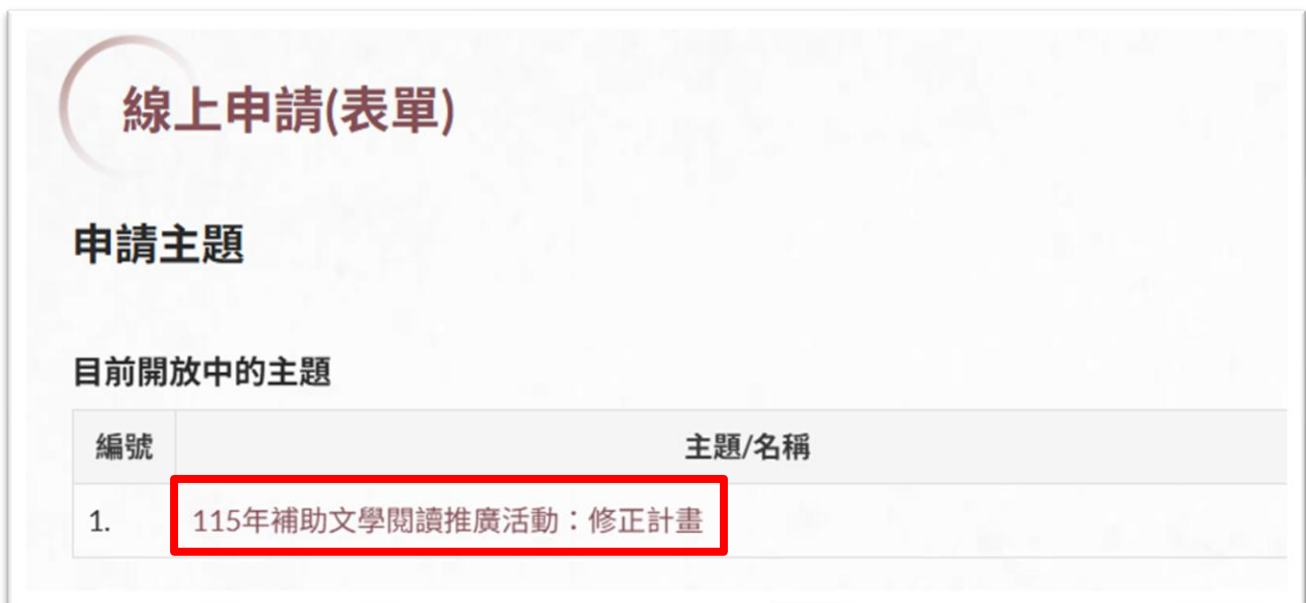 線上申請(表單)
申請主題
目前開放中的主題
編號 主題/名稱
1. 115年補助文學閱讀推廣活動：修正計畫